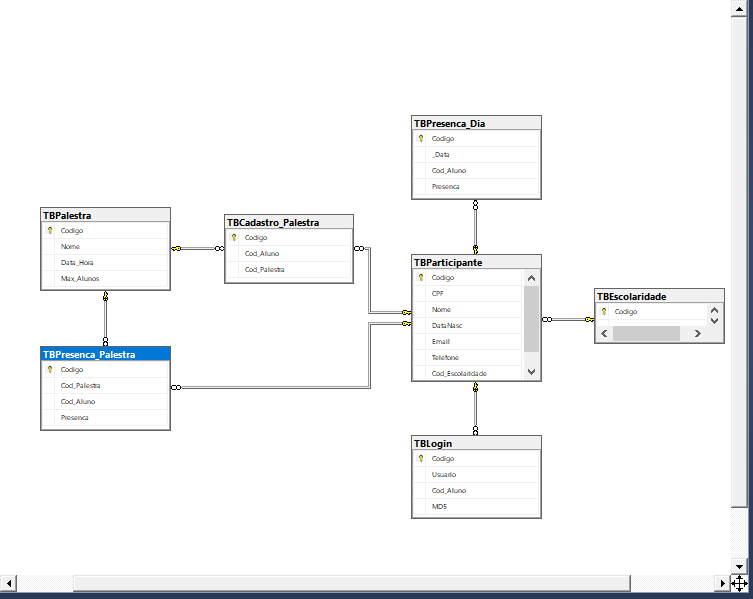 TBPresenca_Dia
Codigo
_Data
Cod_Aluno
Presenca
TBPalestra
Codigo
Nome
Data_Hora
Max_Alunos
TBCadastro_Palestra
Codigo
Cod_Aluno
Cod_Palestra
TBParticipante
Codigo
CPF
Nome
DataNasc
Email
Telefone
Cod_Escolaridade
TBEscolaridade
Codigo
TBPresenca_Palestra
Codigo
Cod_Palestra
Cod_Aluno
Presenca
TBLogin
Codigo
Usuario
Cod_Aluno
MD5